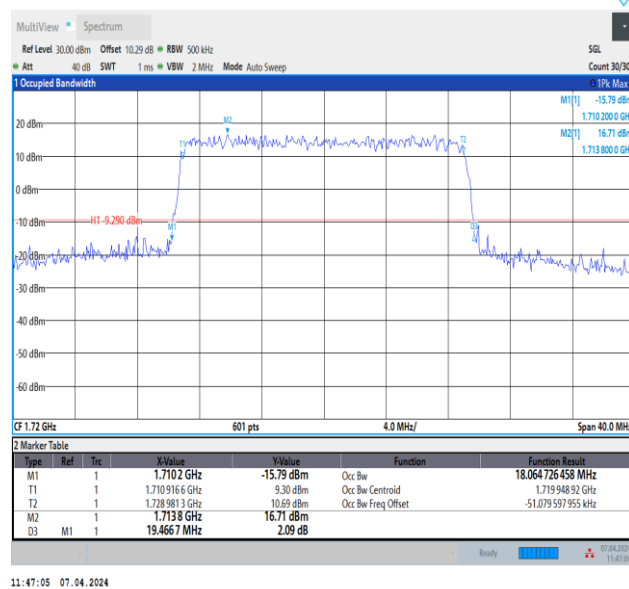 MultiView Spectrum
Ref Level 30.00 dBm Offset 10.29 dB RBW 500 kHz SGL
Att 40 dB SWT 1 ms VBW 2 MHz Mode Auto Sweep Count 30/30
1 Occupied Bandwidth 1Pk Max
M1[1] -15.79 dBm
1.710 200 0 GHz
M2[1] 16.71 dBm
1.713 800 0 GHz
20 dBm
10 dBm
0 dBm
-10 dBm
-20 dBm
-30 dBm
-40 dBm
-50 dBm
-60 dBm
H1 -9.290 dBm
M2
T1
T2
M1
D3
CF 1.72 GHz 601 pts 4.0 MHz/ Span 40.0 MHz
2 Marker Table
Type Ref Trc X-Value Y-Value Function Function Result
M1 1 1.710 2 GHz -15.79 dBm Occ Bw 18.064 726 458 MHz
T1 1 1.710 916 6 GHz 9.30 dBm Occ Bw Centroid 1.719 948 92 GHz
T2 1 1.728 981 3 GHz 10.69 dBm Occ Bw Freq Offset -51.079 597 955 kHz
M2 1 1.713 8 GHz 16.71 dBm
D3 M1 1 19.466 7 MHz 2.09 dB
Ready 07.04.2024
11:47:05 07.04.2024